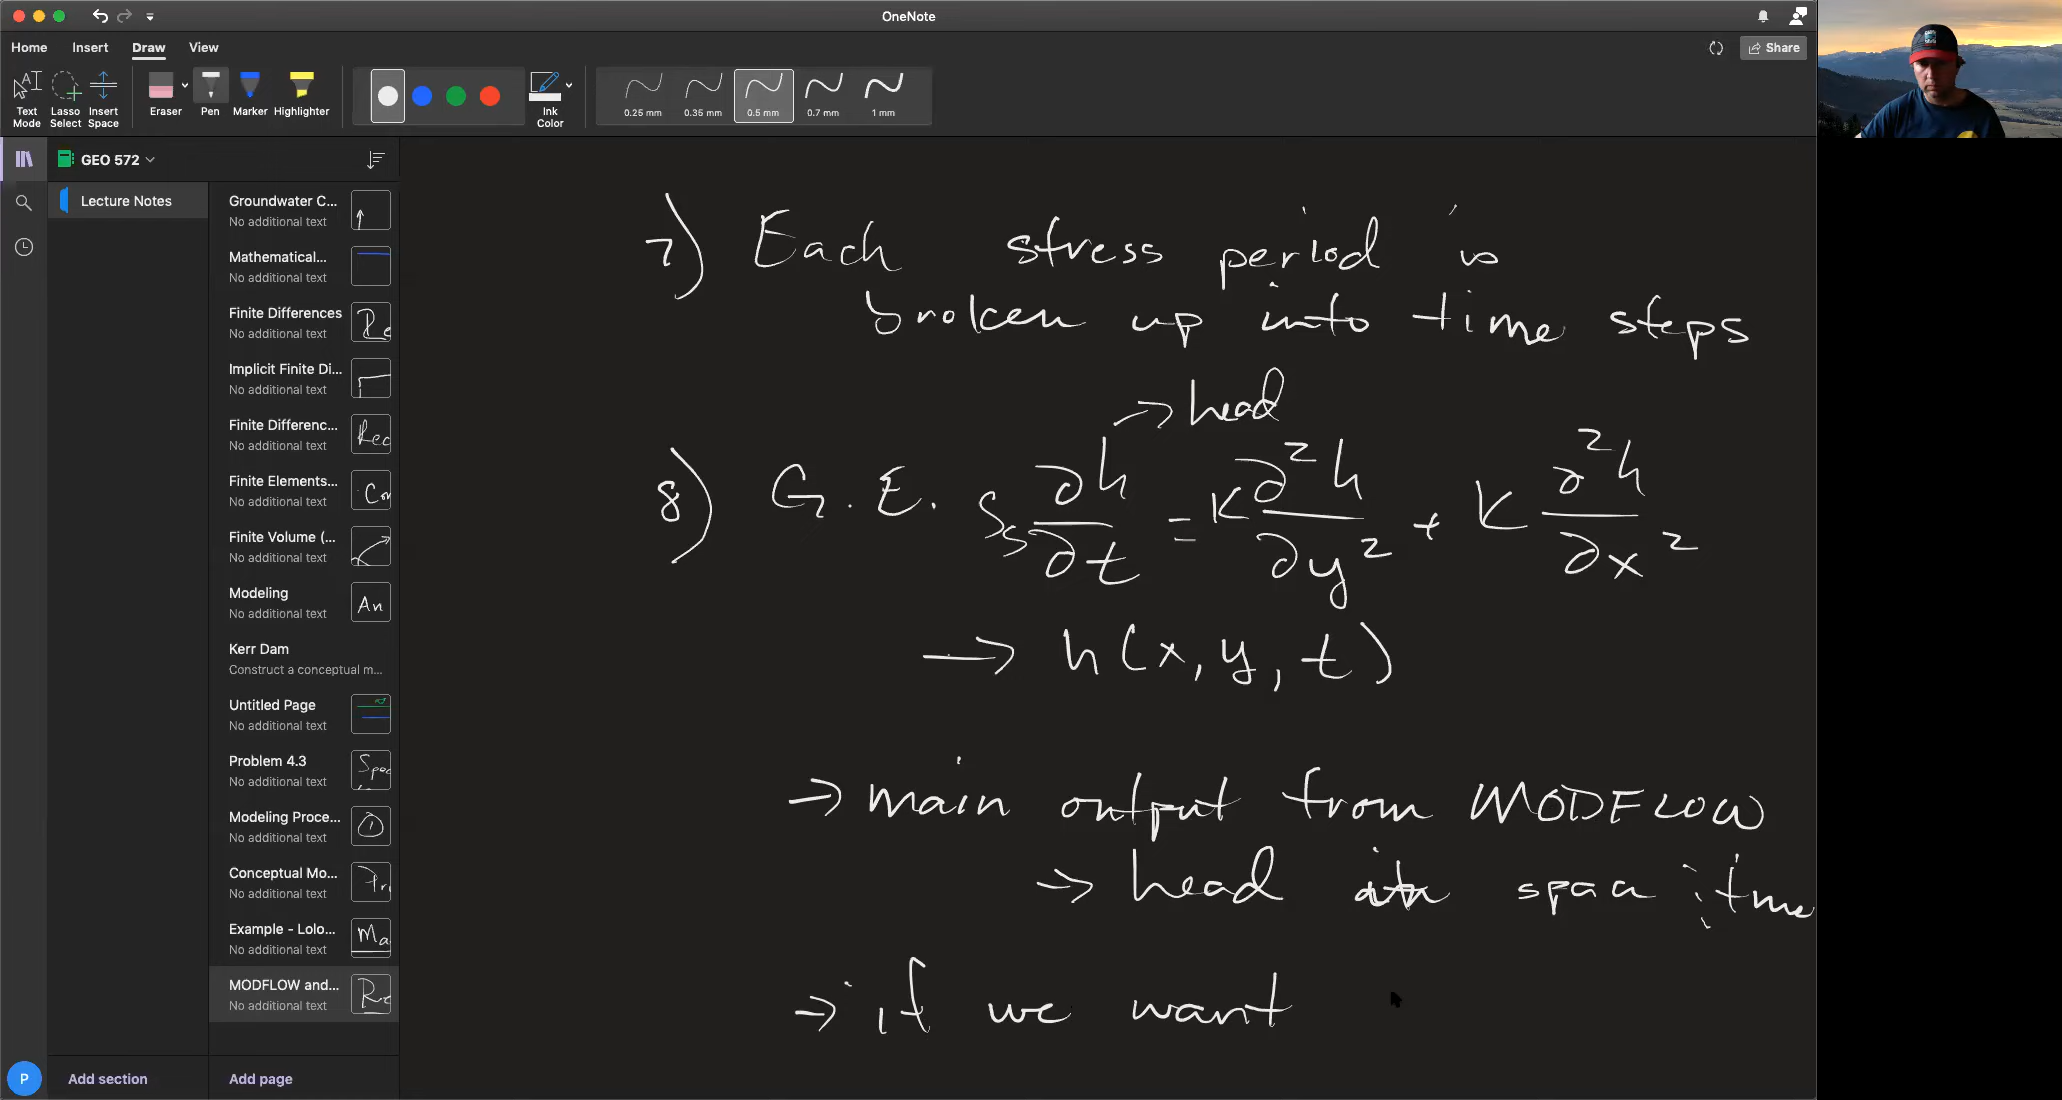 OneNote
Home Insert Draw View
Share
Text Mode
Lasso Select
Insert Space
Eraser
Pen
Marker
Highlighter
Ink Color
0.25 mm
0.35 mm
0.5 mm
0.7 mm
1 mm
GEO 572
Lecture Notes
Groundwater C...
No additional text
Mathematical...
No additional text
Finite Differences
No additional text
Implicit Finite Di...
No additional text
Finite Differenc...
No additional text
Finite Elements...
No additional text
Finite Volume (...
No additional text
Modeling
No additional text
Kerr Dam
Construct a conceptual m...
Untitled Page
No additional text
Problem 4.3
No additional text
Modeling Proce...
No additional text
Conceptual Mo...
No additional text
Example - Lolo...
No additional text
MODFLOW and...
No additional text
P
Add section
Add page
7) Each stress period is
broken up into time steps
→ head
8) G.E. S_s ∂h/∂t = K ∂²h/∂y² + K ∂²h/∂x²
→ h(x, y, t)
→ main output from MODFLOW
→ head space time
→ if we want